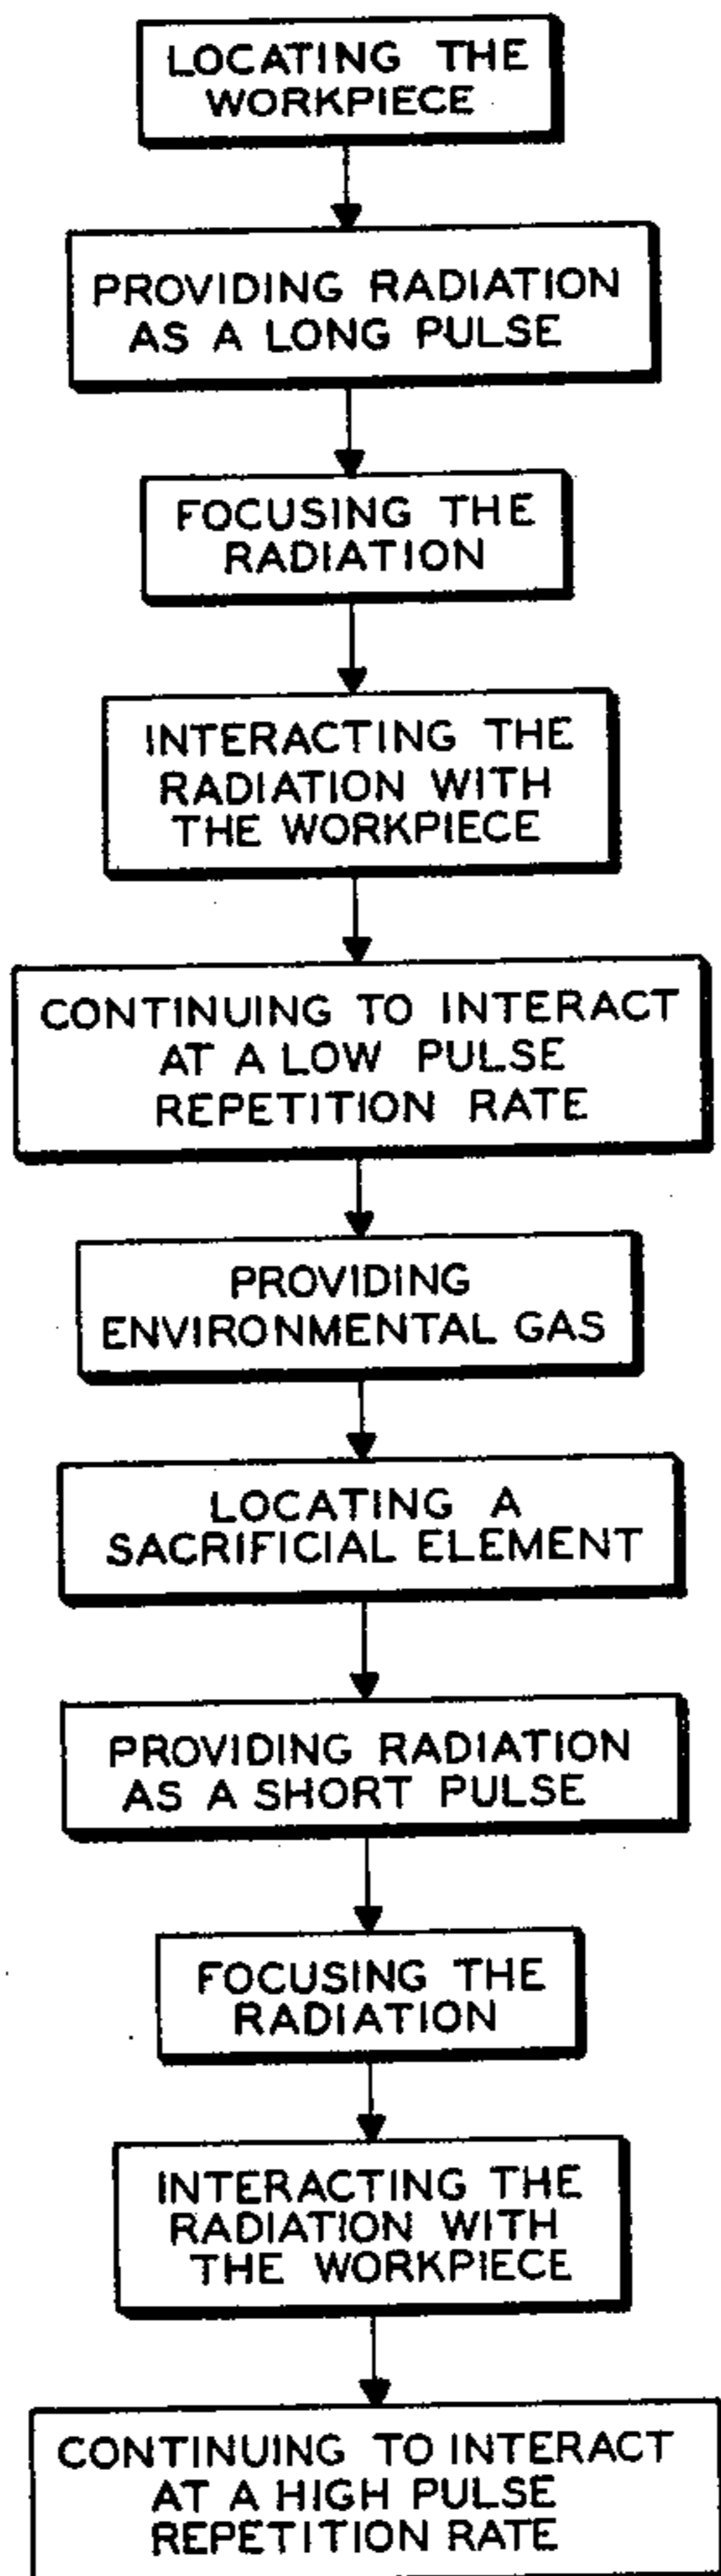 LOCATING THE
WORKPIECE
PROVIDING RADIATION
AS A LONG PULSE
FOCUSING THE
RADIATION
INTERACTING THE
RADIATION WITH
THE WORKPIECE
CONTINUING TO INTERACT
AT A LOW PULSE
REPETITION RATE
PROVIDING
ENVIRONMENTAL GAS
LOCATING A
SACRIFICIAL ELEMENT
PROVIDING RADIATION
AS A SHORT PULSE
FOCUSING THE
RADIATION
INTERACTING THE
RADIATION WITH
THE WORKPIECE
CONTINUING TO INTERACT
AT A HIGH PULSE
REPETITION RATE